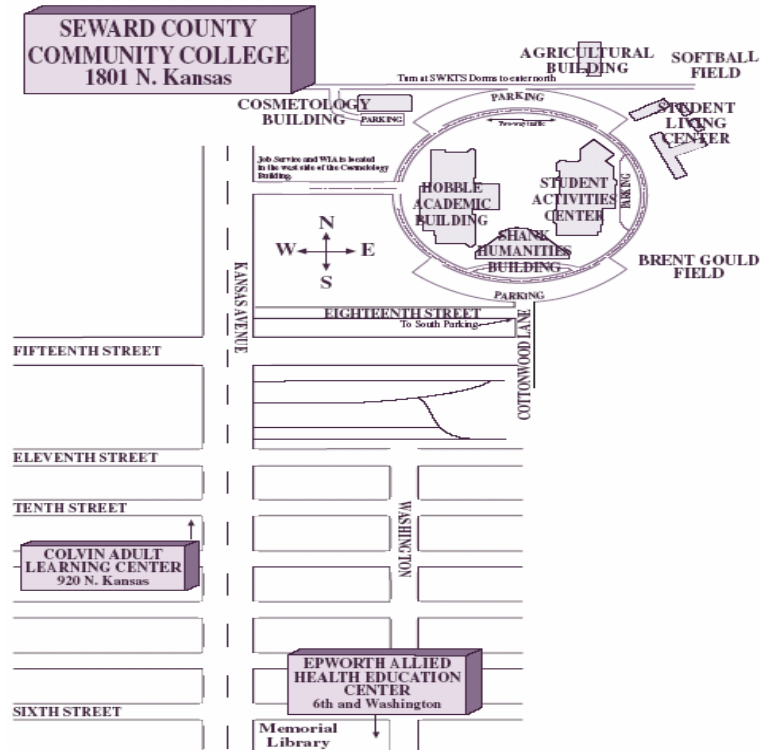 SEWARD COUNTY
COMMUNITY COLLEGE
1801 N. Kansas
AGRICULTURAL
BUILDING
SOFTBALL
FIELD
Turn at SWKTS Dorms to enter north
COSMETOLOGY
BUILDING
PARKING
PARKING
STUDENT
LIVING
CENTER
Two-way traffic
Job Service and WIA is located
in the west side of the Cosmetology
Building.
HOBBLE
ACADEMIC
BUILDING
STUDENT
ACTIVITIES
CENTER
PARKING
SHANK
HUMANITIES
BUILDING
N
W E
S
BRENT GOULD
FIELD
PARKING
KANSAS AVENUE
EIGHTEENTH STREET
To South Parking
COTTONWOOD LANE
FIFTEENTH STREET
ELEVENTH STREET
TENTH STREET
WASHINGTON
COLVIN ADULT
LEARNING CENTER
920 N. Kansas
EPWORTH ALLIED
HEALTH EDUCATION
CENTER
6th and Washington
SIXTH STREET
Memorial
Library